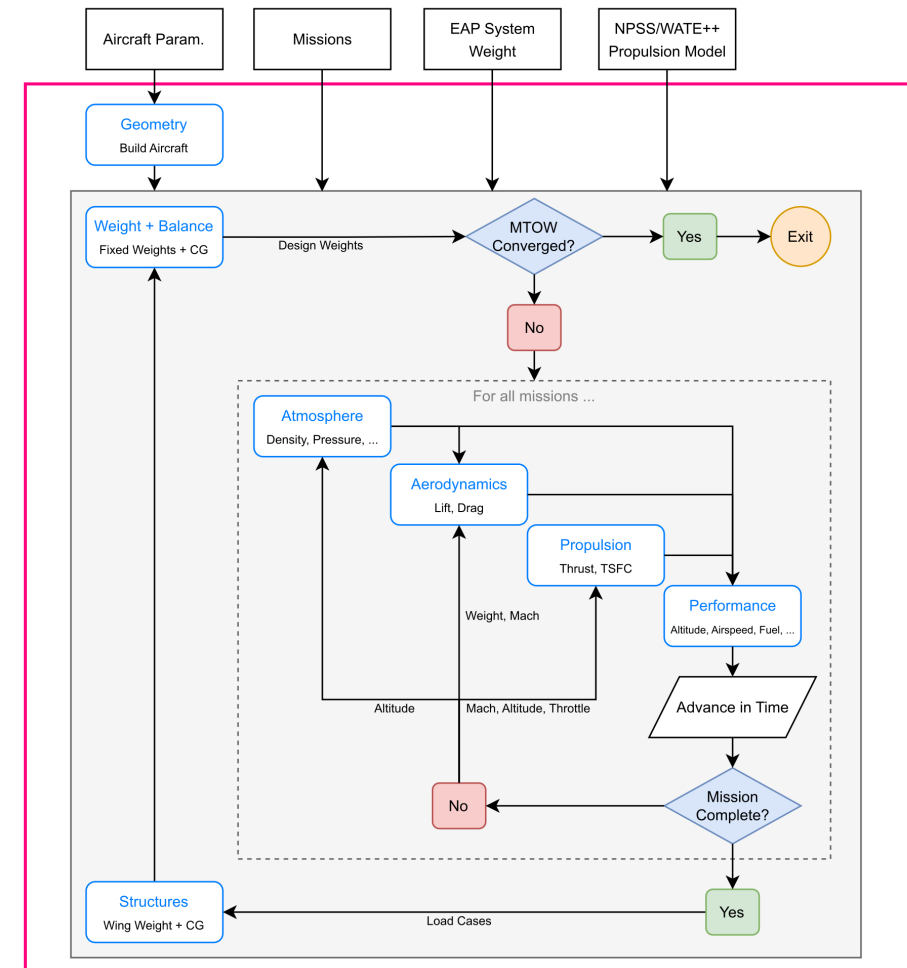 Aircraft Param.
Missions
EAP System
Weight
NPSS/WATE++
Propulsion Model
Geometry
Build Aircraft
Weight + Balance
Fixed Weights + CG
Design Weights
MTOW
Converged?
Yes
Exit
No
For all missions ...
Atmosphere
Density, Pressure, ...
Aerodynamics
Lift, Drag
Propulsion
Thrust, TSFC
Performance
Altitude, Airspeed, Fuel, ...
Weight, Mach
Altitude
Mach, Altitude, Throttle
Advance in Time
Mission
Complete?
No
Yes
Load Cases
Structures
Wing Weight + CG